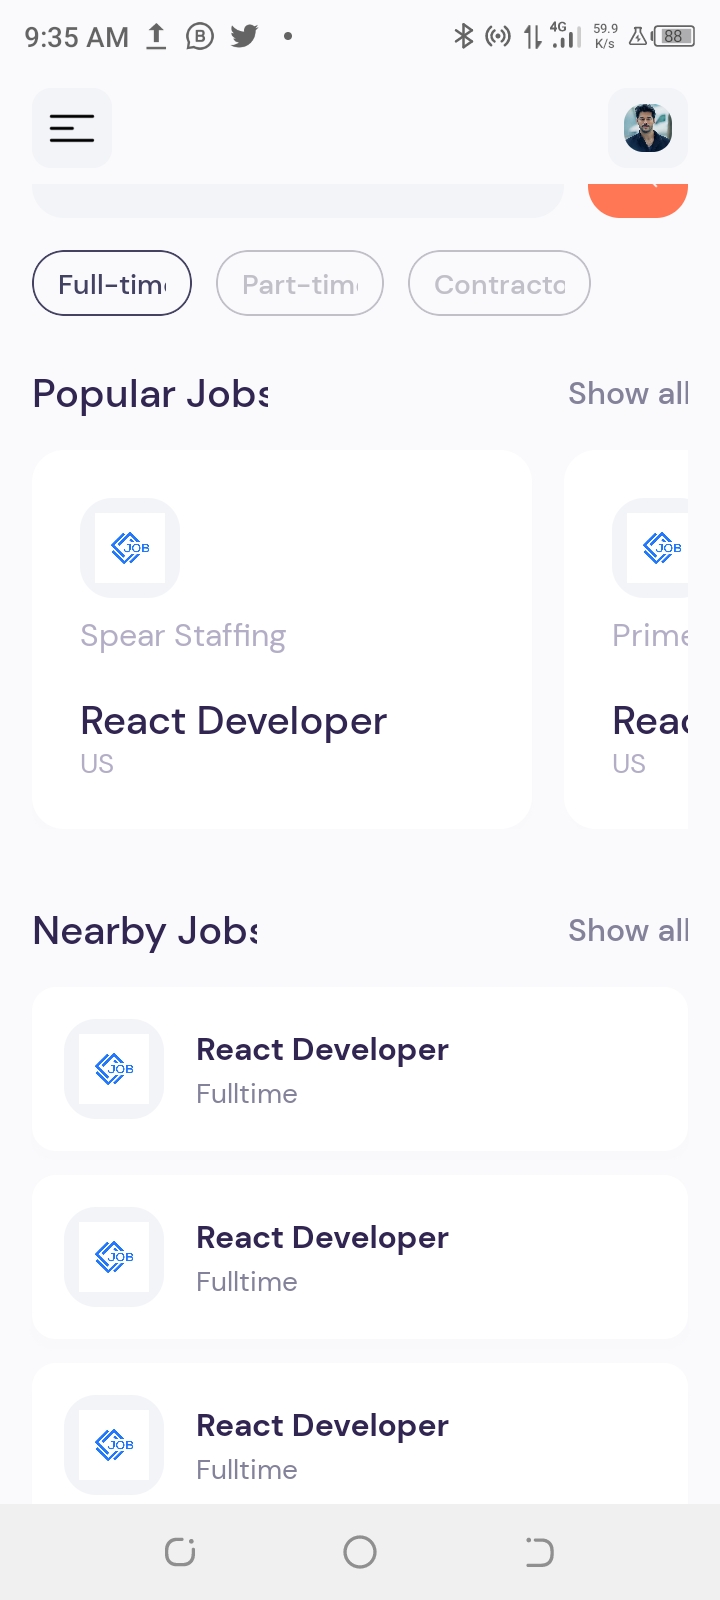 9:35 AM
B
4G
59.9
K/s
88
Full-tim
Part-tim
Contracto
Popular Jobs
Show all
JOB
JOB
Spear Staffing
Prime
React Developer
Reac
US
US
Nearby Jobs
Show all
JOB
React Developer
Fulltime
JOB
React Developer
Fulltime
JOB
React Developer
Fulltime